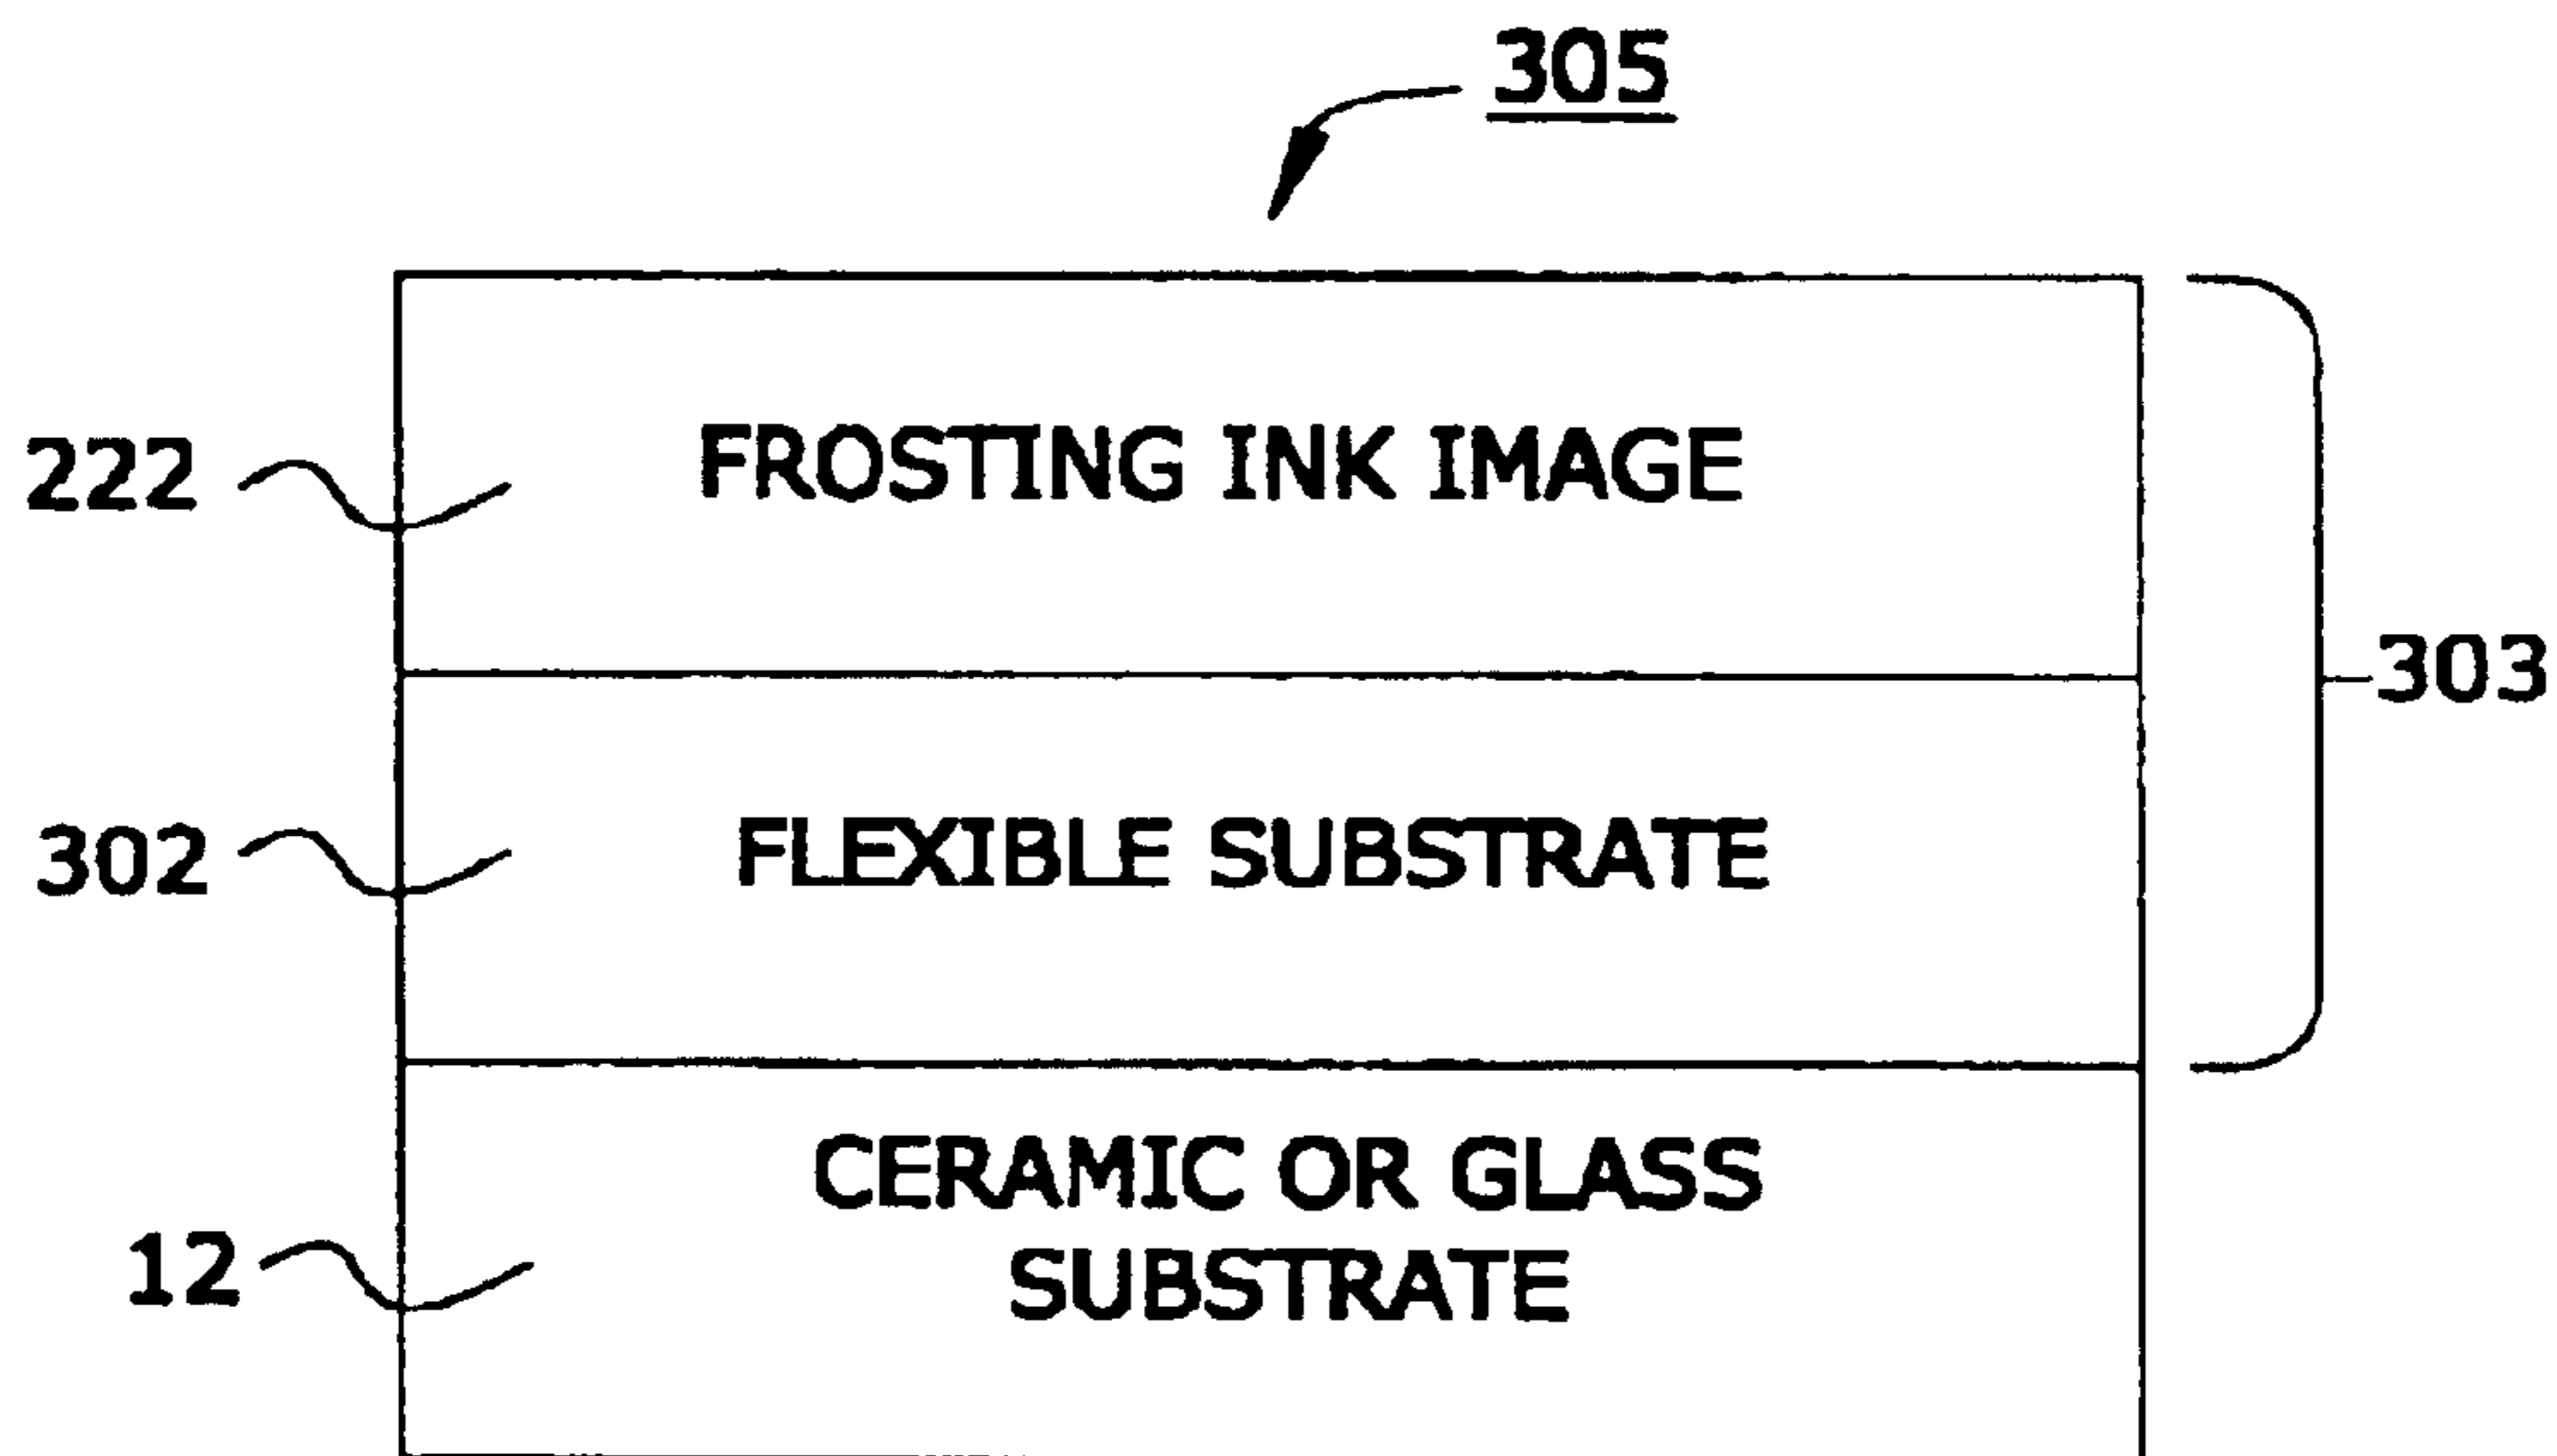 305
FROSTING INK IMAGE
222
303
FLEXIBLE SUBSTRATE
302
CERAMIC OR GLASS
SUBSTRATE
12